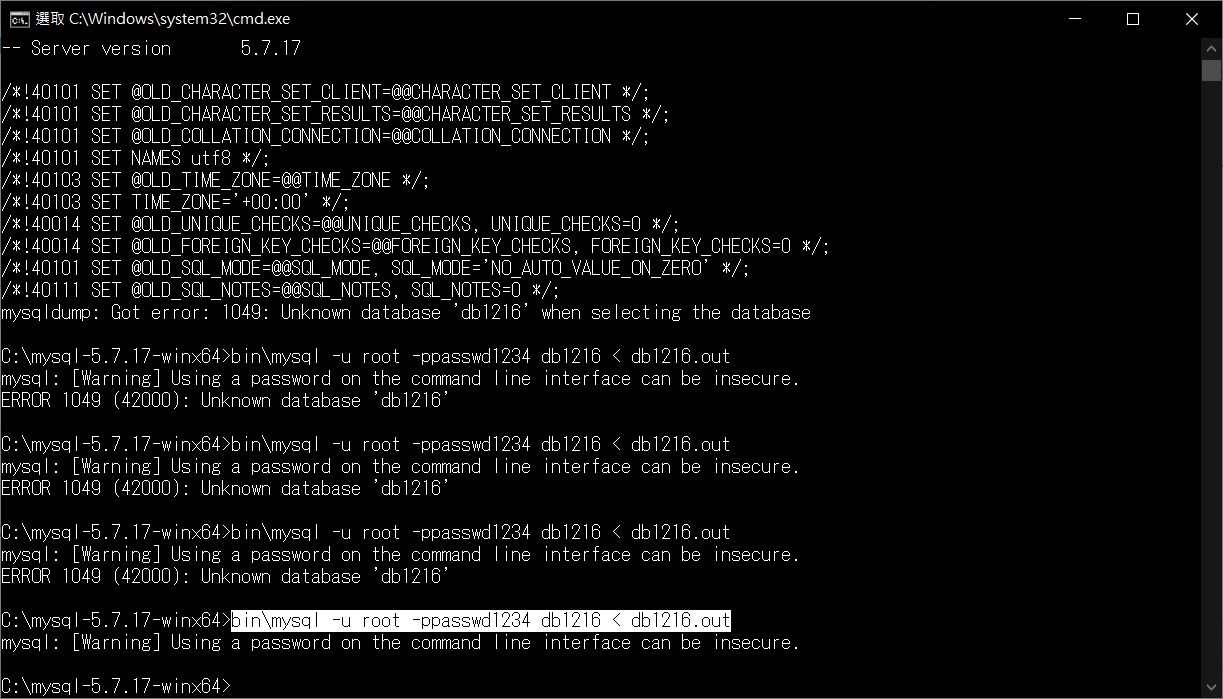 選取 C:\Windows\system32\cmd.exe
-- Server version       5.7.17
/*!40101 SET @OLD_CHARACTER_SET_CLIENT=@@CHARACTER_SET_CLIENT */;
/*!40101 SET @OLD_CHARACTER_SET_RESULTS=@@CHARACTER_SET_RESULTS */;
/*!40101 SET @OLD_COLLATION_CONNECTION=@@COLLATION_CONNECTION */;
/*!40101 SET NAMES utf8 */;
/*!40103 SET @OLD_TIME_ZONE=@@TIME_ZONE */;
/*!40103 SET TIME_ZONE='+00:00' */;
/*!40014 SET @OLD_UNIQUE_CHECKS=@@UNIQUE_CHECKS, UNIQUE_CHECKS=0 */;
/*!40014 SET @OLD_FOREIGN_KEY_CHECKS=@@FOREIGN_KEY_CHECKS, FOREIGN_KEY_CHECKS=0 */;
/*!40101 SET @OLD_SQL_MODE=@@SQL_MODE, SQL_MODE='NO_AUTO_VALUE_ON_ZERO' */;
/*!40111 SET @OLD_SQL_NOTES=@@SQL_NOTES, SQL_NOTES=0 */;
mysqldump: Got error: 1049: Unknown database 'db1216' when selecting the database
C:\mysql-5.7.17-winx64>bin\mysql -u root -ppasswd1234 db1216 < db1216.out
mysql: [Warning] Using a password on the command line interface can be insecure.
ERROR 1049 (42000): Unknown database 'db1216'
C:\mysql-5.7.17-winx64>bin\mysql -u root -ppasswd1234 db1216 < db1216.out
mysql: [Warning] Using a password on the command line interface can be insecure.
ERROR 1049 (42000): Unknown database 'db1216'
C:\mysql-5.7.17-winx64>bin\mysql -u root -ppasswd1234 db1216 < db1216.out
mysql: [Warning] Using a password on the command line interface can be insecure.
ERROR 1049 (42000): Unknown database 'db1216'
C:\mysql-5.7.17-winx64>bin\mysql -u root -ppasswd1234 db1216 < db1216.out
mysql: [Warning] Using a password on the command line interface can be insecure.
C:\mysql-5.7.17-winx64>